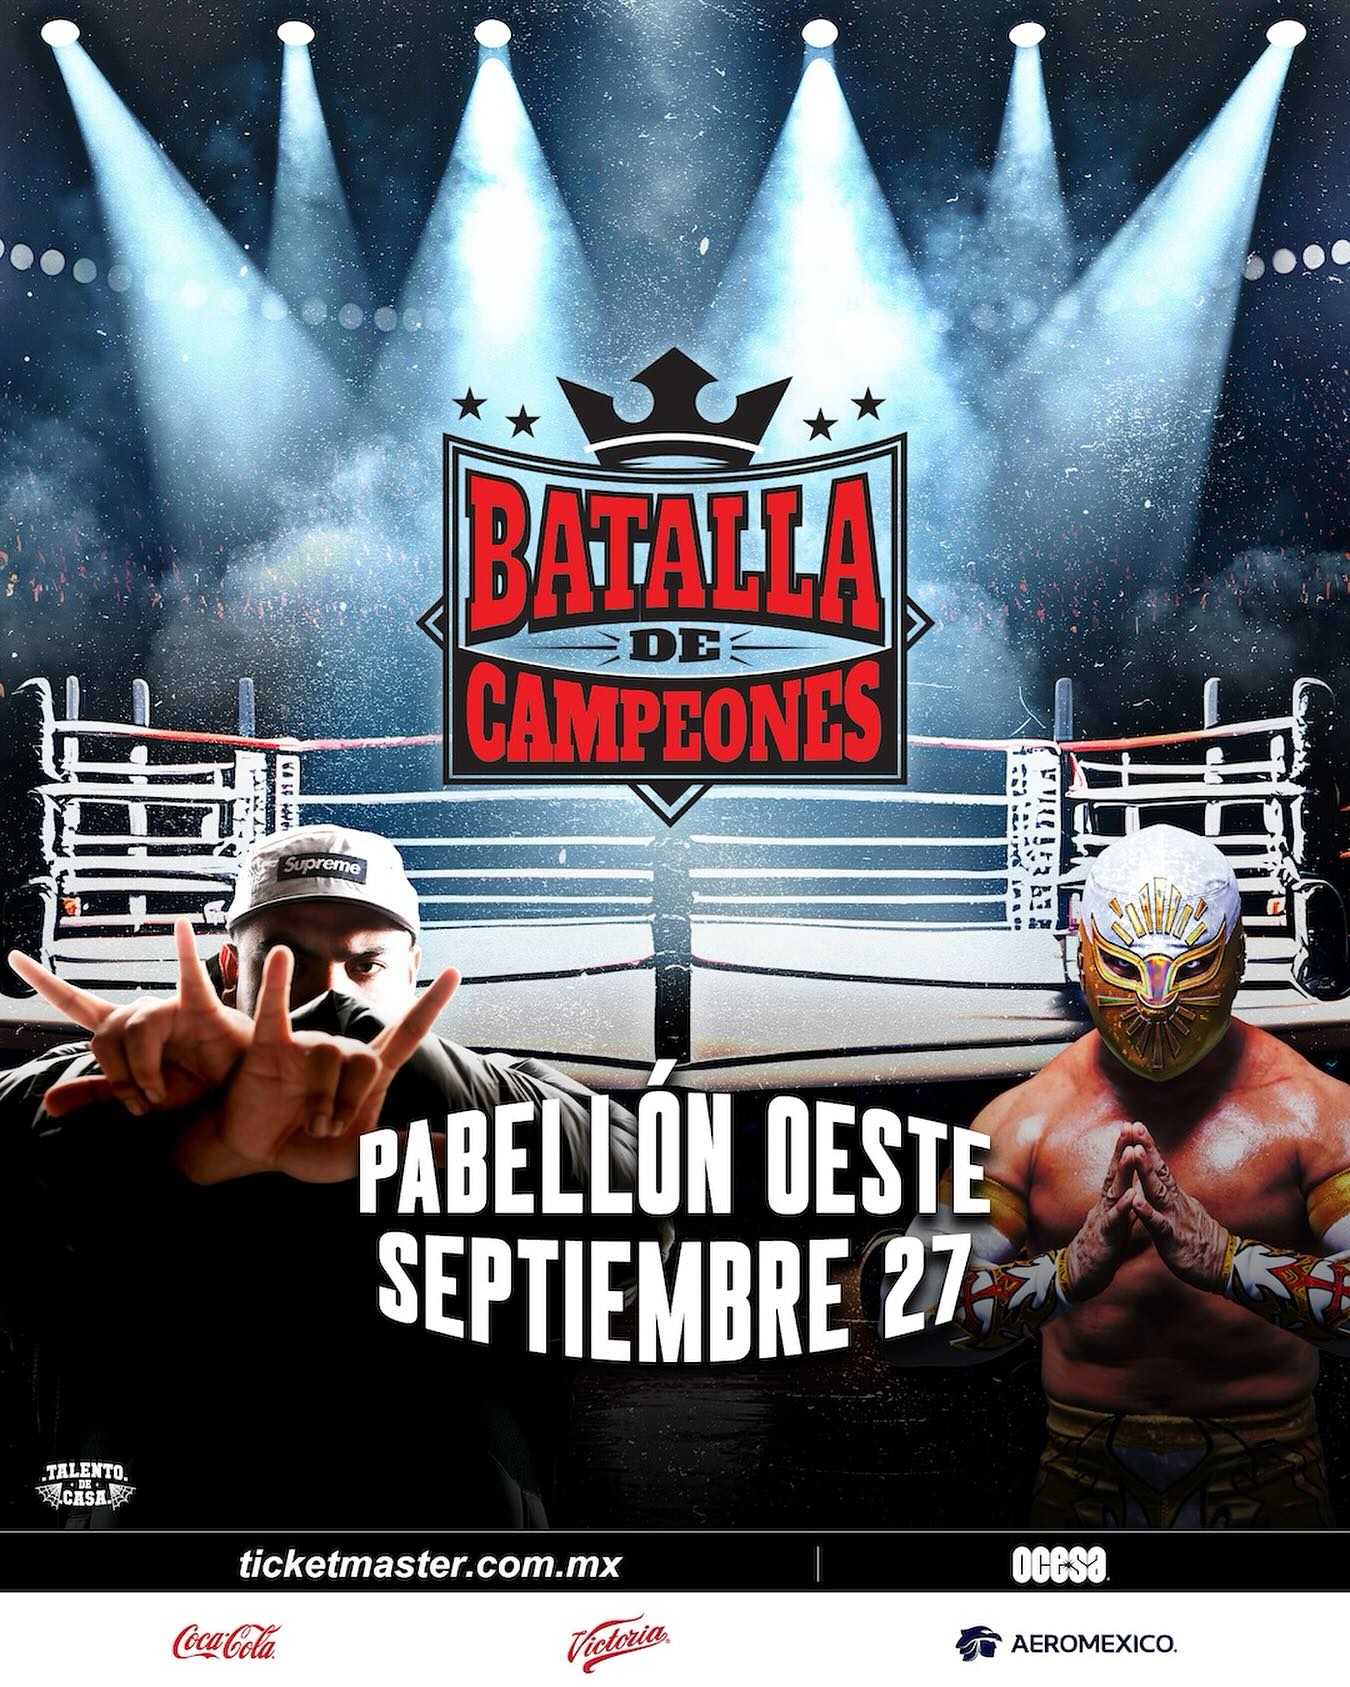 BATALLA
DE
CAMPEONES
Supreme
PABELLÓN OESTE
SEPTIEMBRE 27
.TALENTO.
DE
.CASA.
ticketmaster.com.mx
ocesa
Coca-Cola
Victoria
AEROMEXICO.